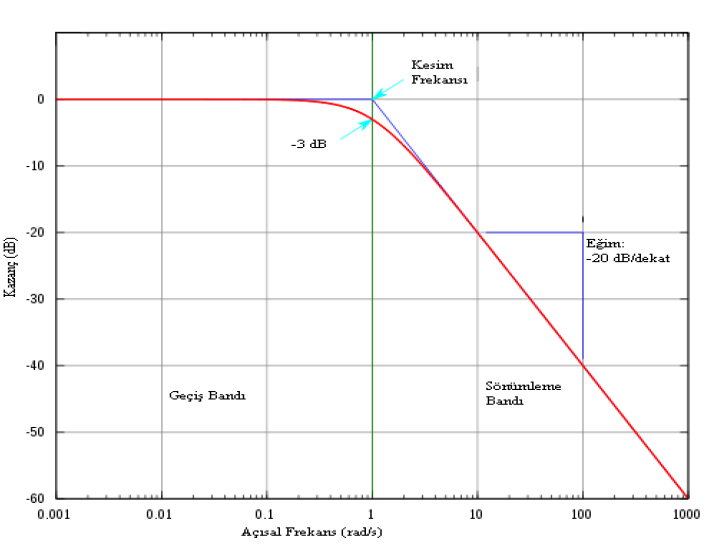 Kesim
Frekansı
0
-3 dB
-10
-20
Eğim:
-20 dB/dekat
Kazanç (dB)
-30
-40
Geçiş Bandı
Sönümleme
Bandı
-50
-60
0.001 0.01 0.1 1 10 100 1000
Açısal Frekans (rad/s)